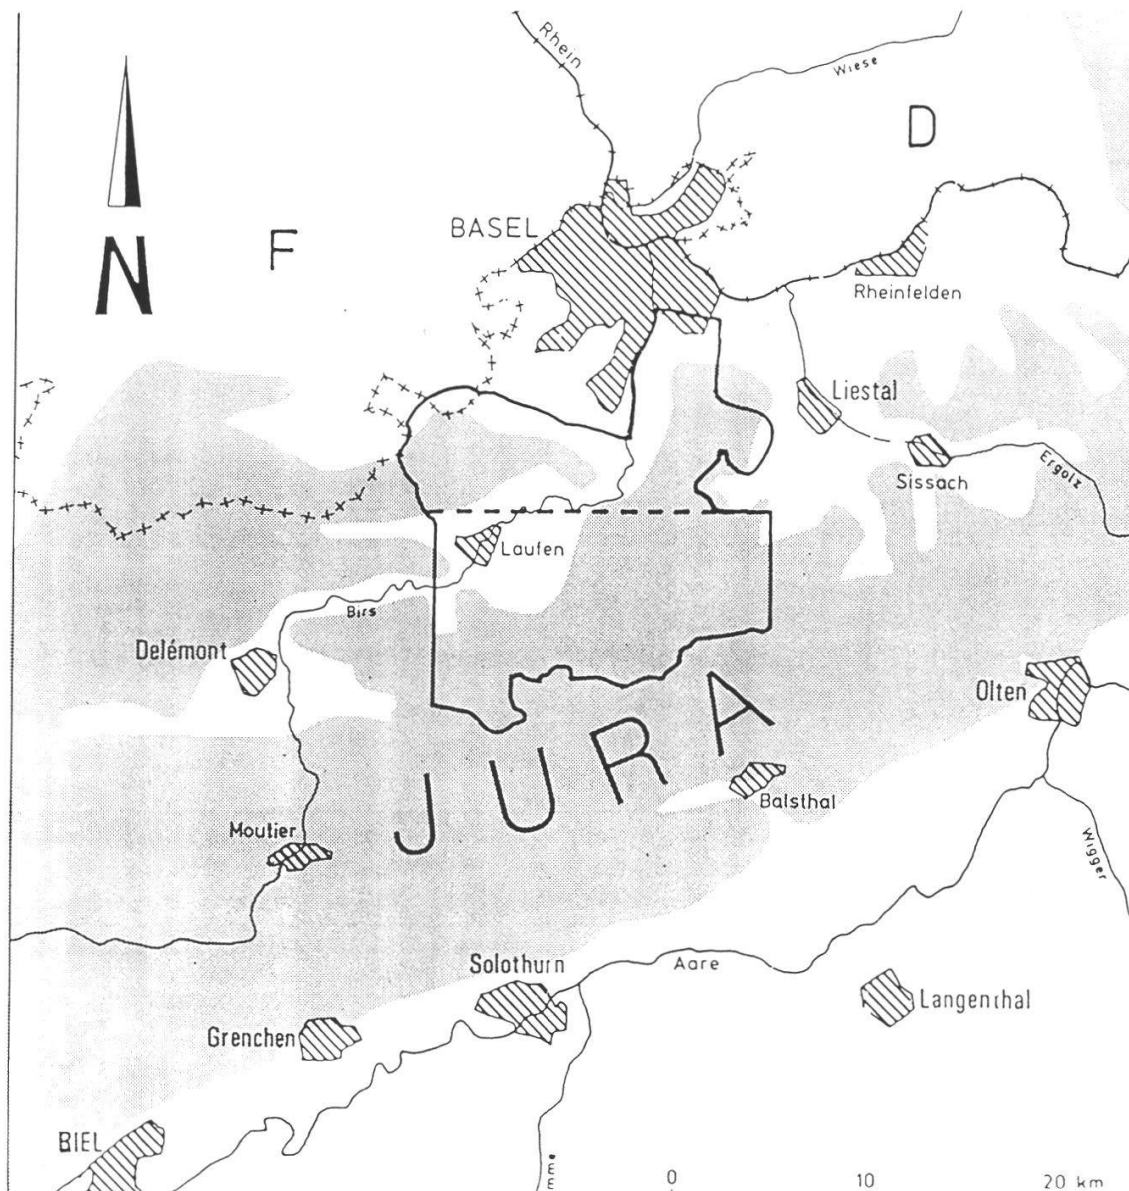 Rhein
Wiese
D
N
F
BASEL
Rheinfelden
Liestal
Sissach
Ergolz
Laufen
Birs
Delémont
Olten
JURA
Balsthal
Moutier
Wigger
Solothurn
Aare
Langenthal
Grenchen
BIEL
0 10 20 km